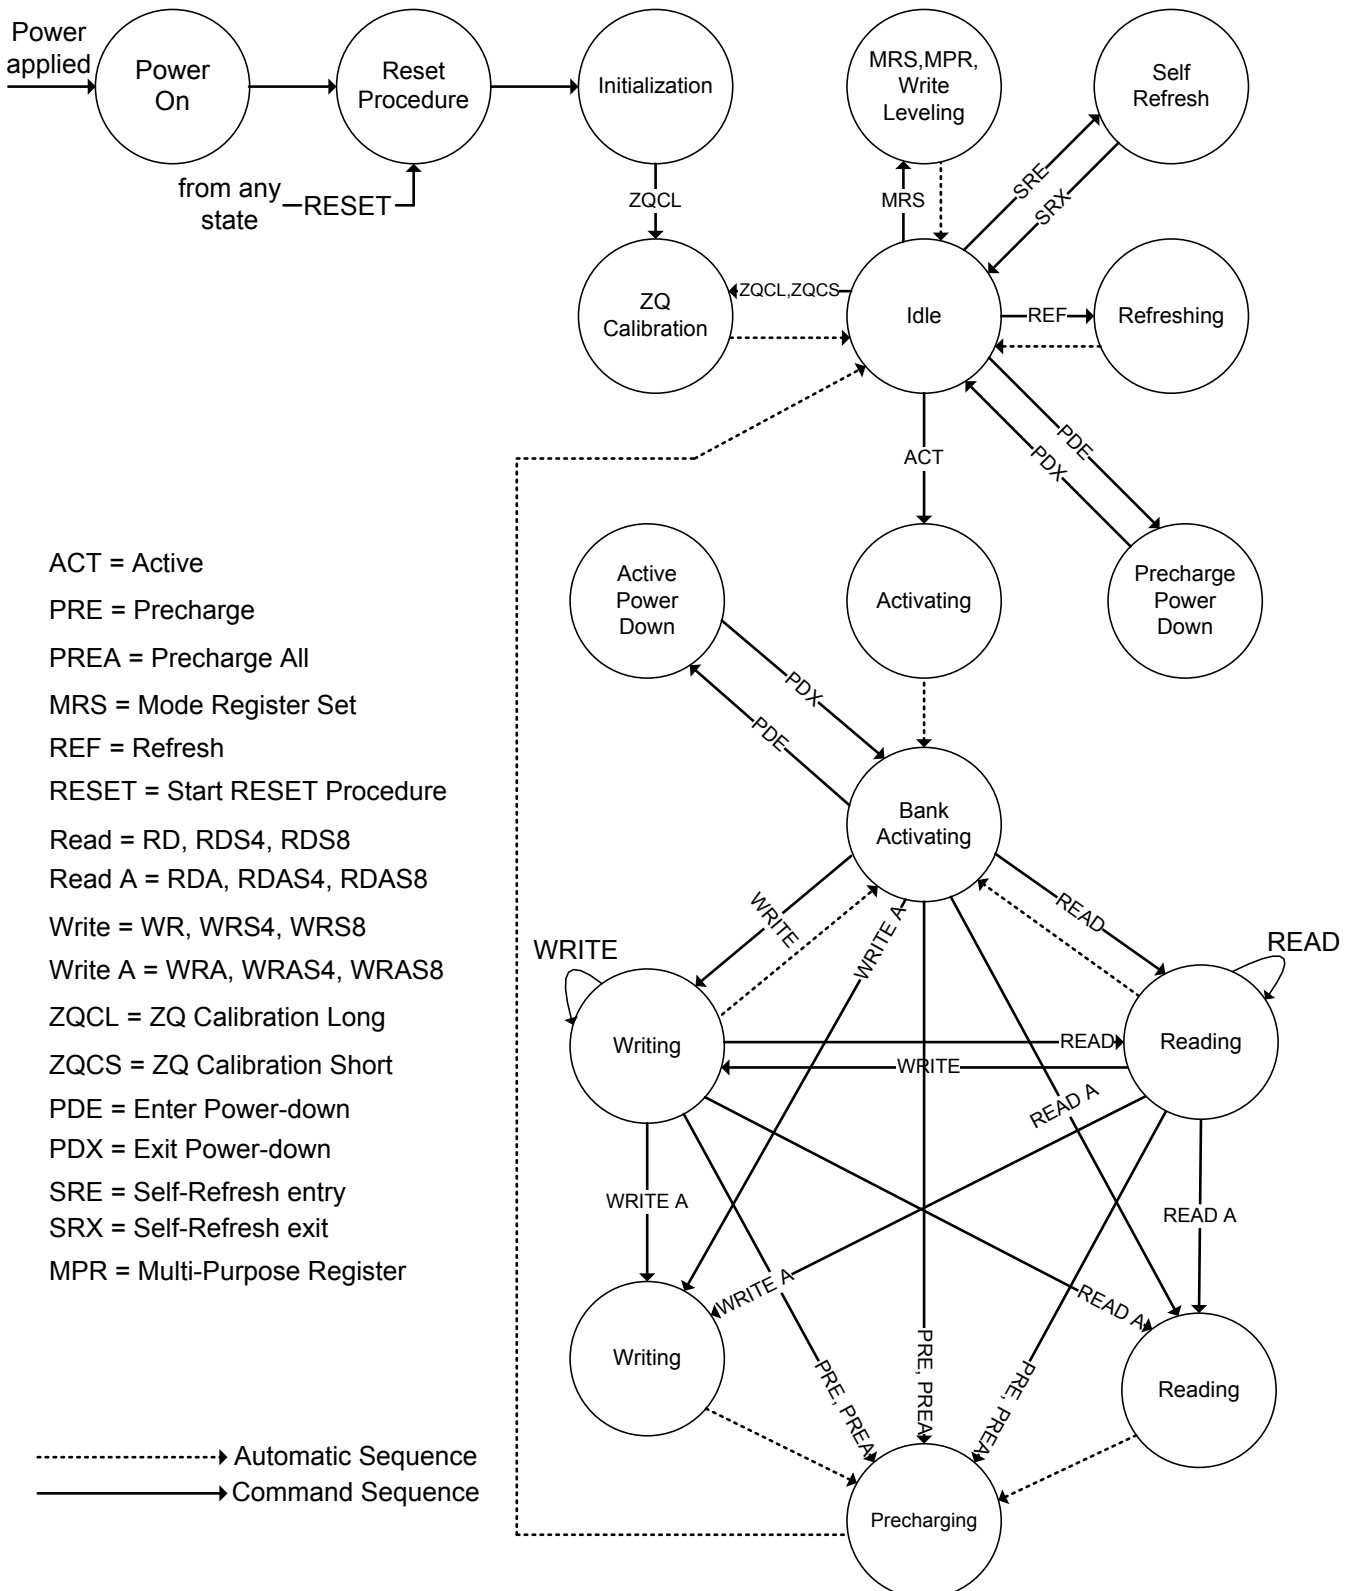 Power
applied
Power
On
Reset
Procedure
Initialization
MRS,MPR,
Write
Leveling
Self
Refresh
from any
state
RESET
ZQCL
MRS
SRE
SRX
ZQ
Calibration
ZQCL,ZQCS
Idle
REF
Refreshing
ACT
PDE
PDX
Active
Power
Down
Activating
Precharge
Power
Down
PDX
PDE
Bank
Activating
WRITE
WRITE A
READ
WRITE
READ
Writing
READ
WRITE
Reading
READ A
WRITE A
READ A
WRITE A
READ A
Writing
PRE, PREA
PRE, PREA
PRE, PREA
Reading
Precharging
ACT = Active
PRE = Precharge
PREA = Precharge All
MRS = Mode Register Set
REF = Refresh
RESET = Start RESET Procedure
Read = RD, RDS4, RDS8
Read A = RDA, RDAS4, RDAS8
Write = WR, WRS4, WRS8
Write A = WRA, WRAS4, WRAS8
ZQCL = ZQ Calibration Long
ZQCS = ZQ Calibration Short
PDE = Enter Power-down
PDX = Exit Power-down
SRE = Self-Refresh entry
SRX = Self-Refresh exit
MPR = Multi-Purpose Register
Automatic Sequence
Command Sequence